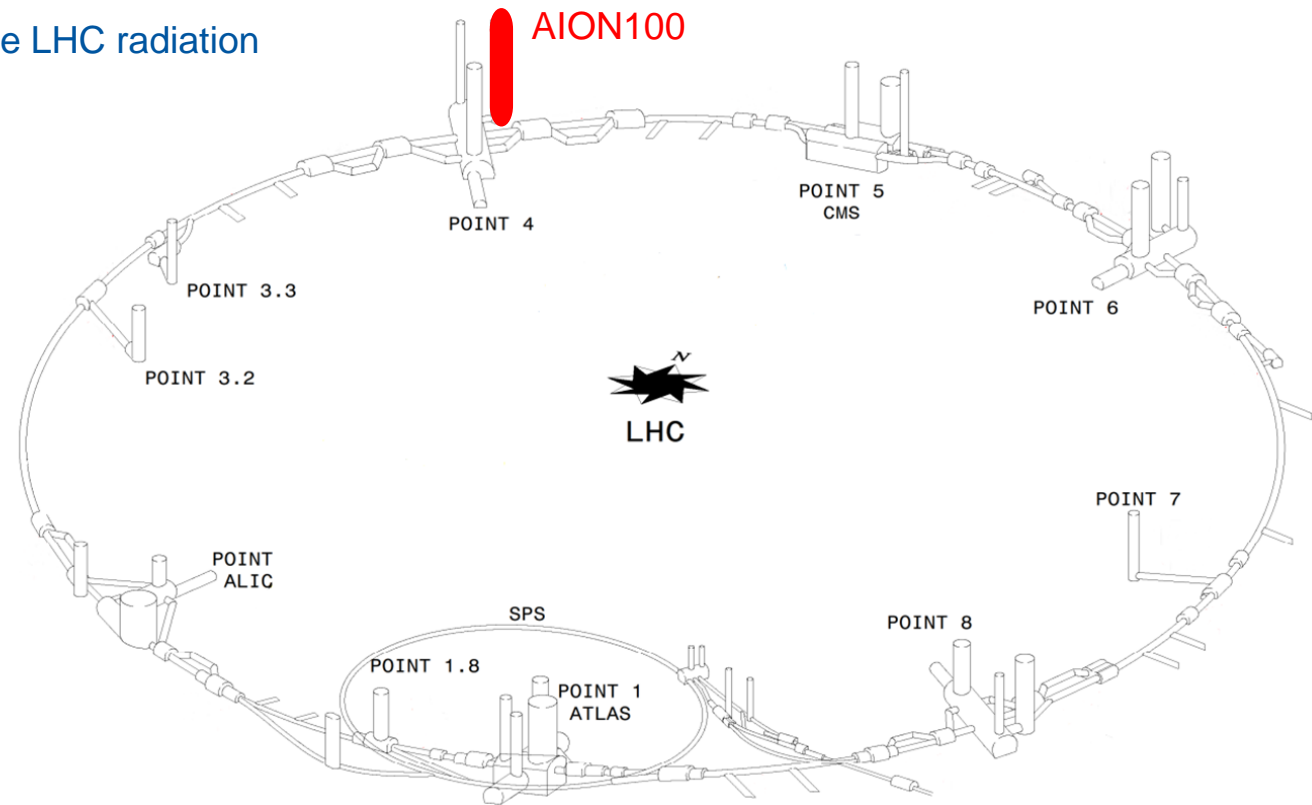 e LHC radiation
AION100
POINT 5
CMS
POINT 4
POINT 3.3
POINT 6
POINT 3.2
N
LHC
POINT 7
POINT
ALIC
SPS
POINT 8
POINT 1.8
POINT 1
ATLAS